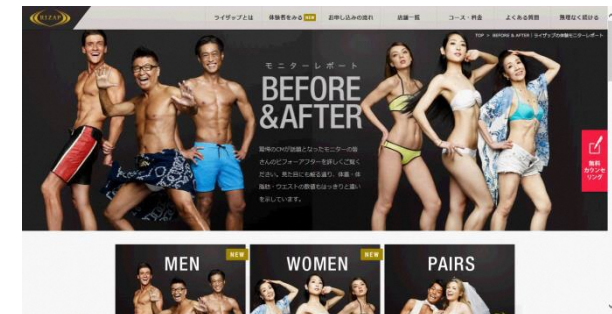 RIZAP
ライザップとは 体験者をみる NEW お申し込みの流れ 店舗一覧 コース・料金 よくある質問 無理なく続ける
TOP > BEFORE & AFTER｜ライザップの体験モニターレポート
モニターレポート
BEFORE
&AFTER
驚愕のCMが話題となったモニターの皆
さんのビフォーアフターを詳しくご覧く
ださい。見た目にも解る通り、体重・体
脂肪・ウエストの数値もはっきりと違い
を示しています。
無料
カウンセ
リング
MEN NEW
WOMEN NEW
PAIRS